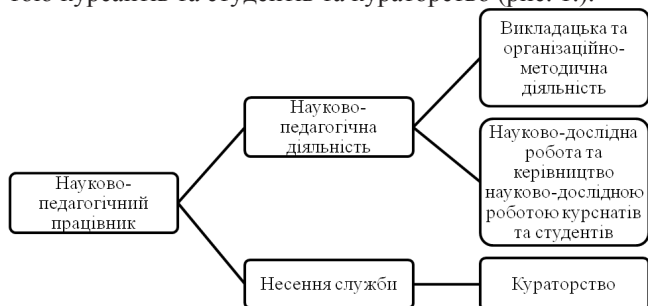 тою курсантів та студентів та кураторство (рис. 1.).
Викладацька та
організаційно-
методична
діяльність
Науково-
педагогічна
діяльність
Науково-дослідна
робота та
керівництво
науково-дослідною
роботою курснатів
та студентів
Науково-
педагогічний
працівник
Несення служби
Кураторство